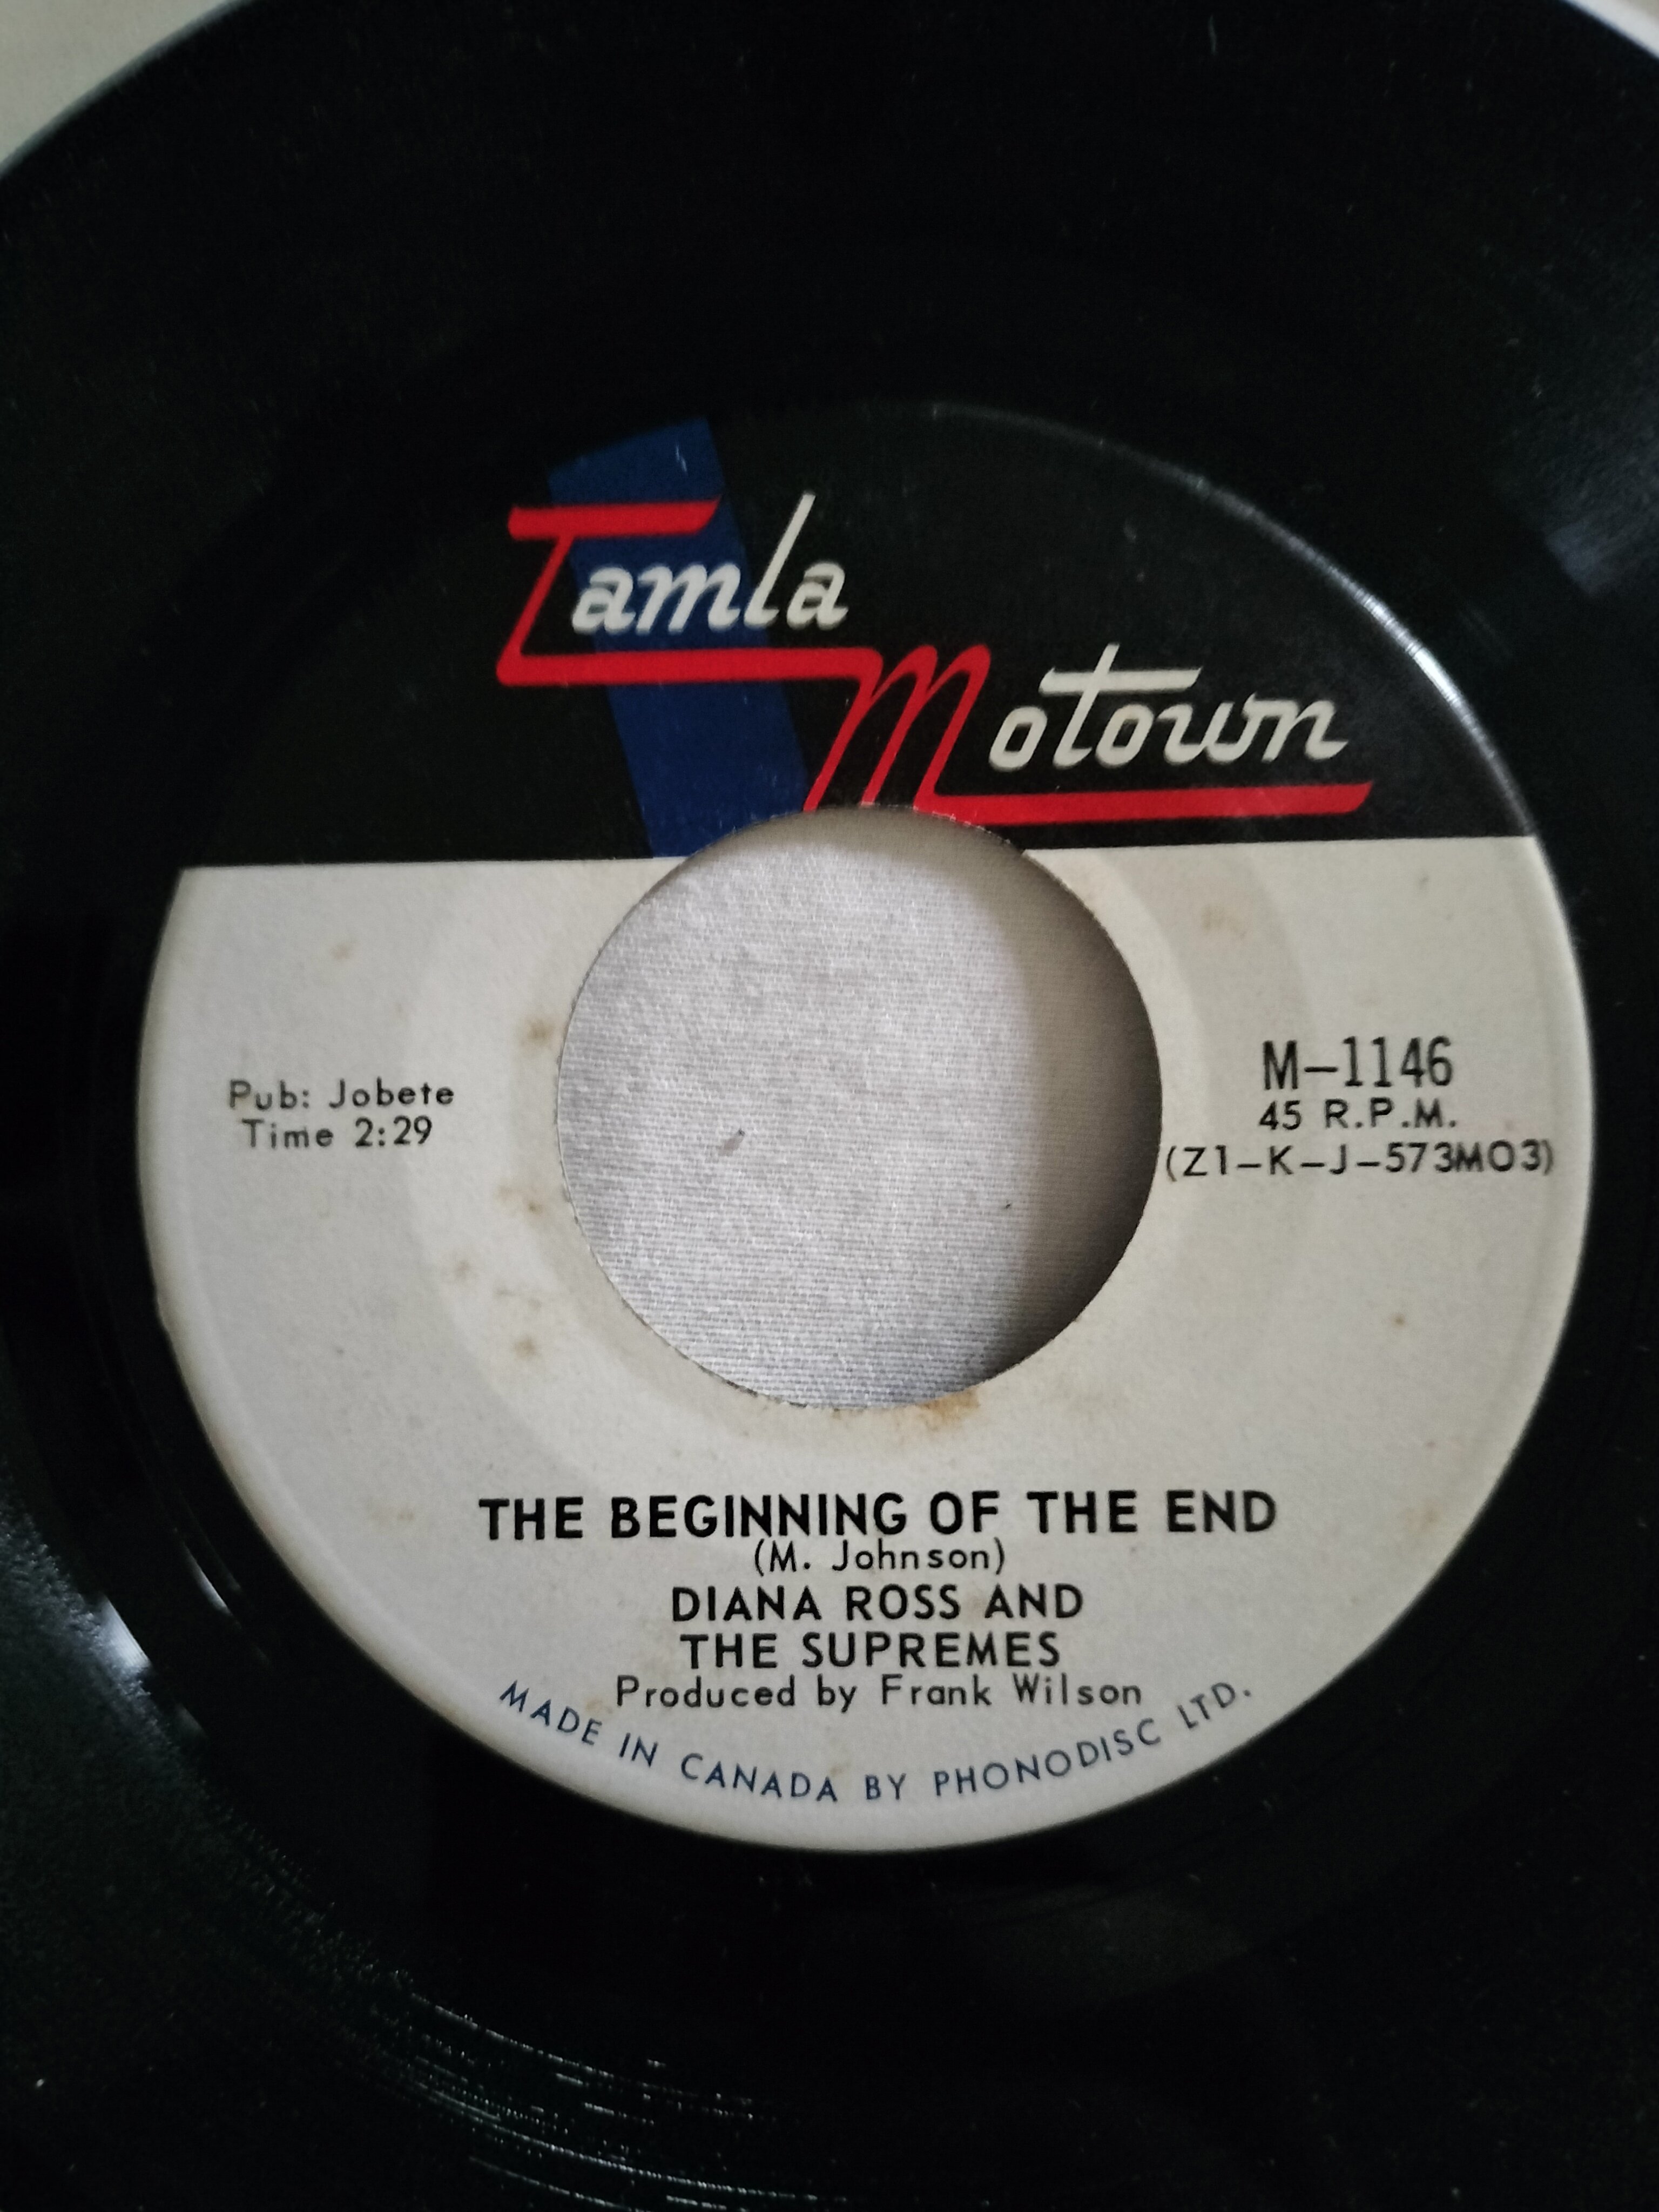 Tamla
Motown
Pub: Jobete
Time 2:29
M-1146
45 R.P.M.
(Z1-K-J-573MO3)
THE BEGINNING OF THE END
(M. Johnson)
DIANA ROSS AND
THE SUPREMES
Produced by Frank Wilson
MADE IN CANADA BY PHONODISC LTD.